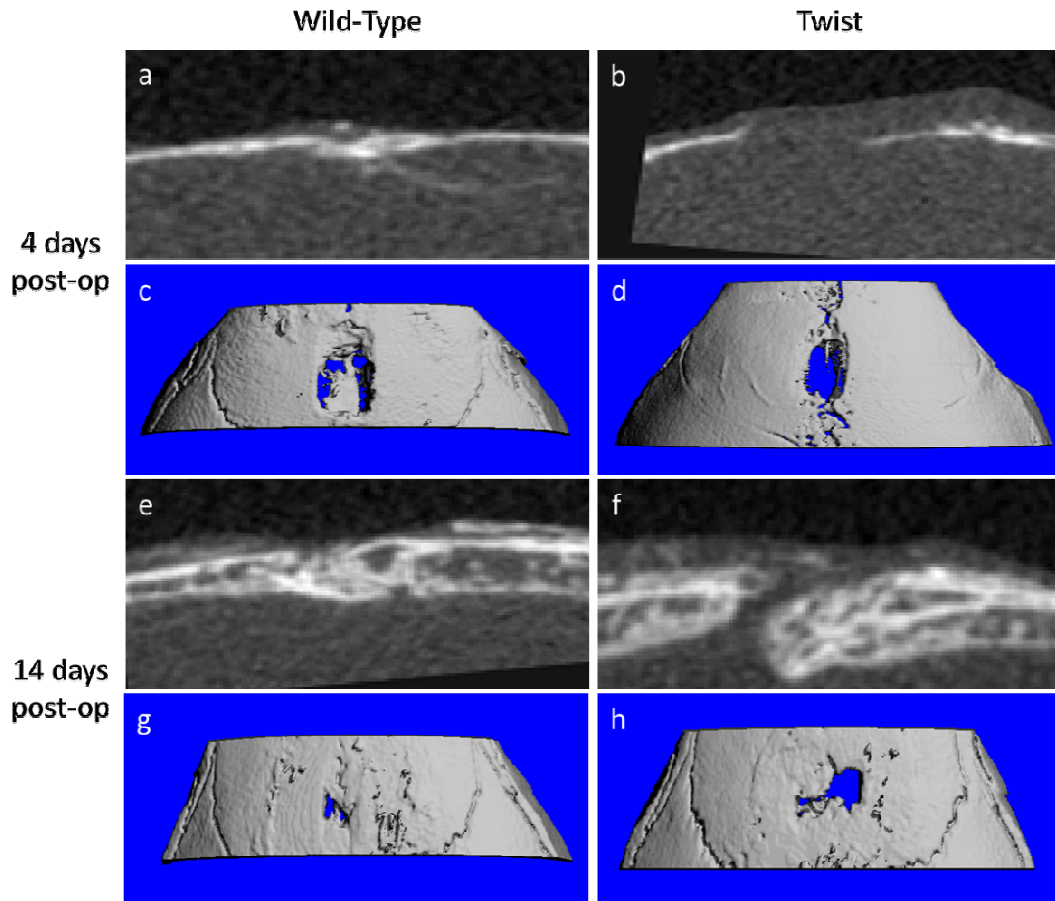 Wild-Type Twist
a b
4 days
post-op
c d
e f
14 days
post-op
g h